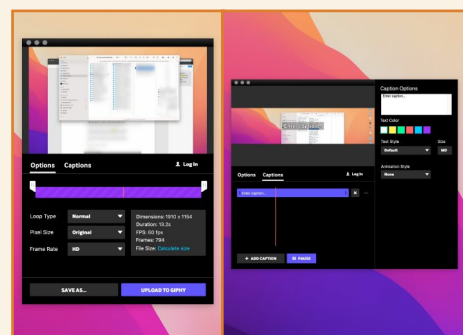 Options Captions Log In
Loop Type Normal
Pixel Size Original
Frame Rate HD
Dimensions: 1910 x 1154
Duration: 13.2s
FPS: 60 fps
Frames: 794
File Size: Calculate size
SAVE AS... UPLOAD TO GIPHY
Enter caption...
Options Captions Log In
Enter caption...
+ ADD CAPTION PAUSE
Caption Options
Enter caption...
Text Color
Text Style Size
Default MD
Animation Style
None